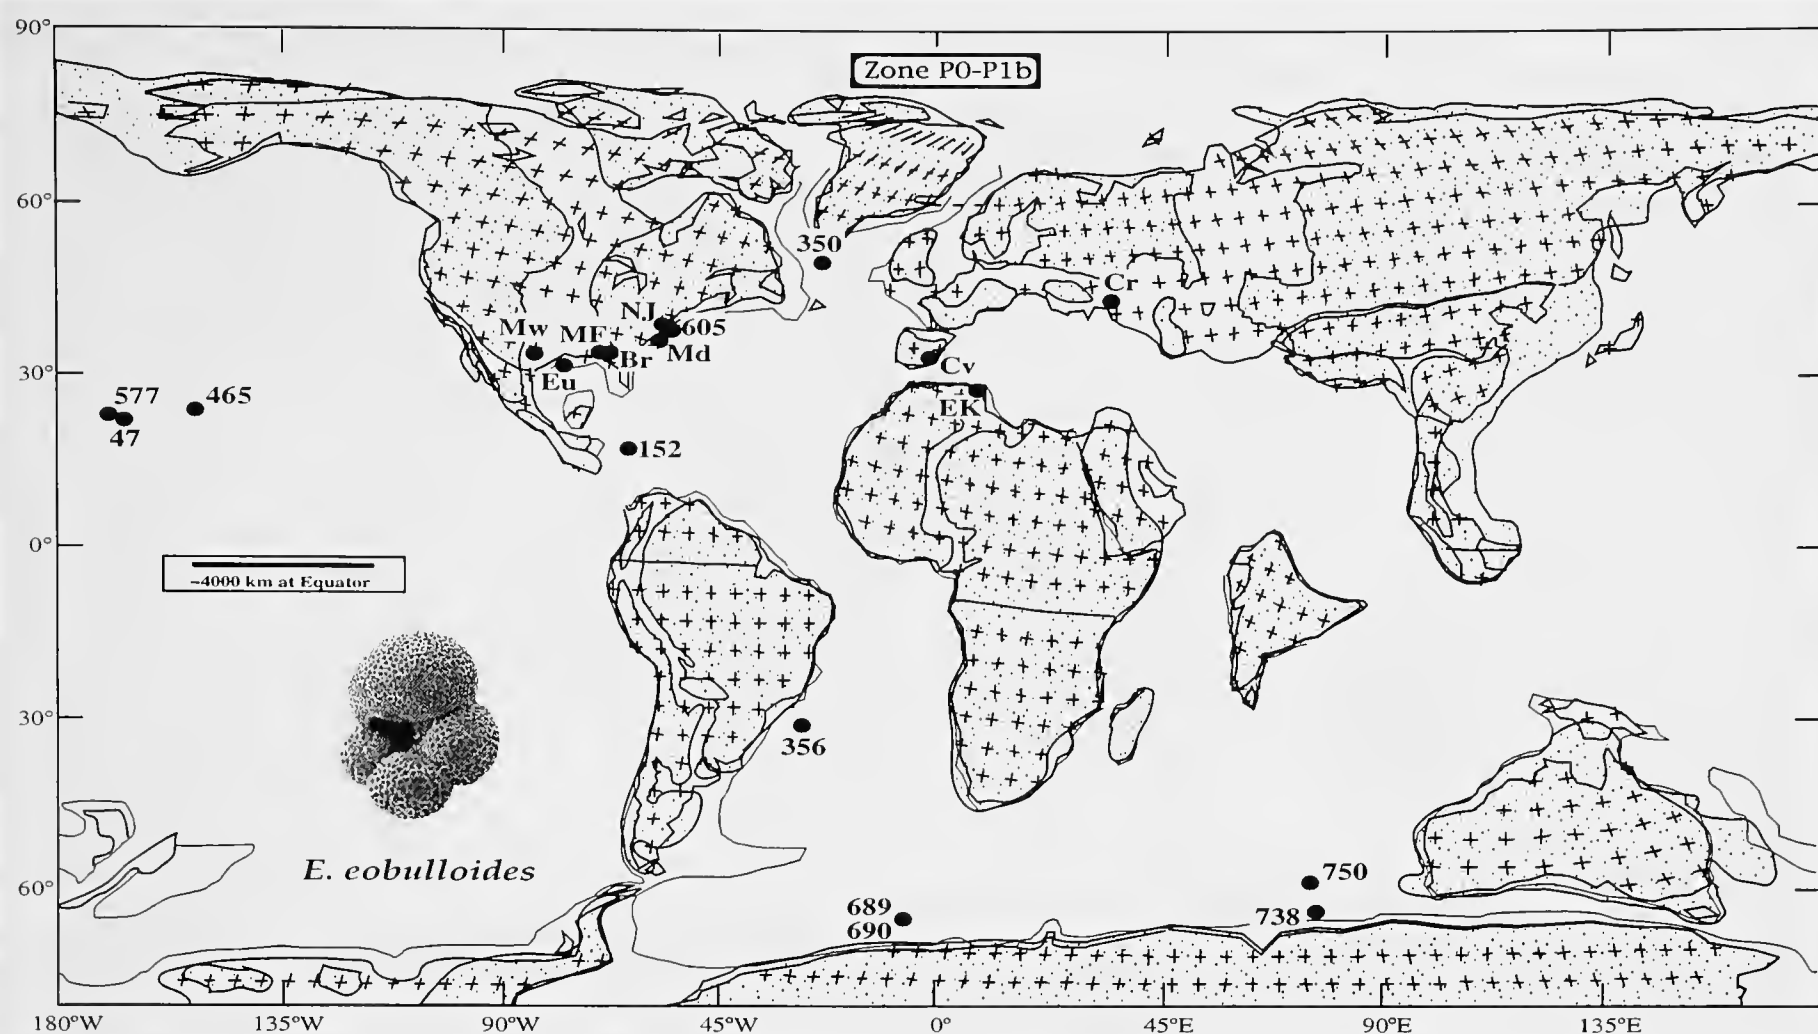 90°
Zone P0-P1b
60°
350
Cr
NJ
605
Mw
MF
Br
Md
Eu
Cv
30°
EK
577
465
47
152
0°
~4000 km at Equator
30°
356
E. eobulloides
60°
750
689
738
690
180°W
135°W
90°W
45°W
0°
45°E
90°E
135°E